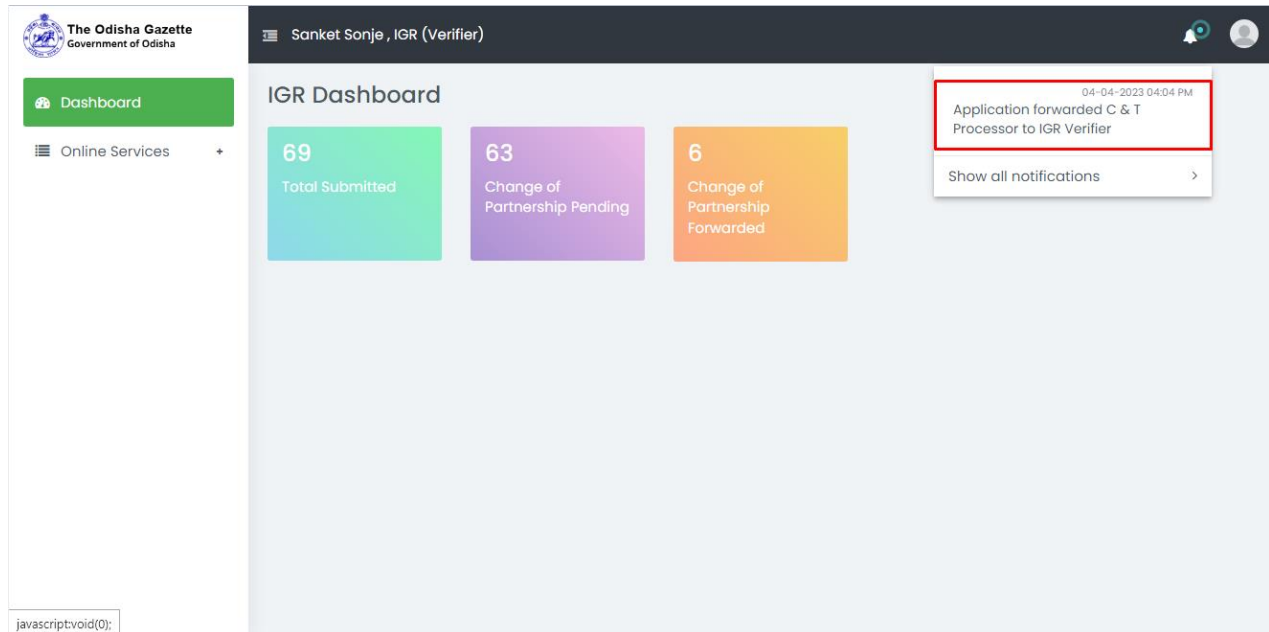 The Odisha Gazette
Government of Odisha
Sanket Sonje , IGR (Verifier)
Dashboard
Online Services +
IGR Dashboard
69
Total Submitted
63
Change of
Partnership Pending
6
Change of
Partnership
Forwarded
04-04-2023 04:04 PM
Application forwarded C & T
Processor to IGR Verifier
Show all notifications >
javascript:void(0);